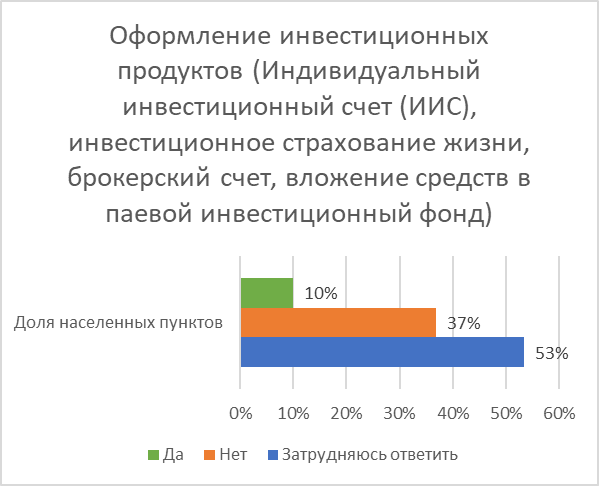 Оформление инвестиционных
продуктов (Индивидуальный
инвестиционный счет (ИИС),
инвестиционное страхование жизни,
брокерский счет, вложение средств в
паевой инвестиционный фонд)
10%
Доля населенных пунктов
37%
53%
0% 10% 20% 30% 40% 50% 60%
Да Нет Затрудняюсь ответить